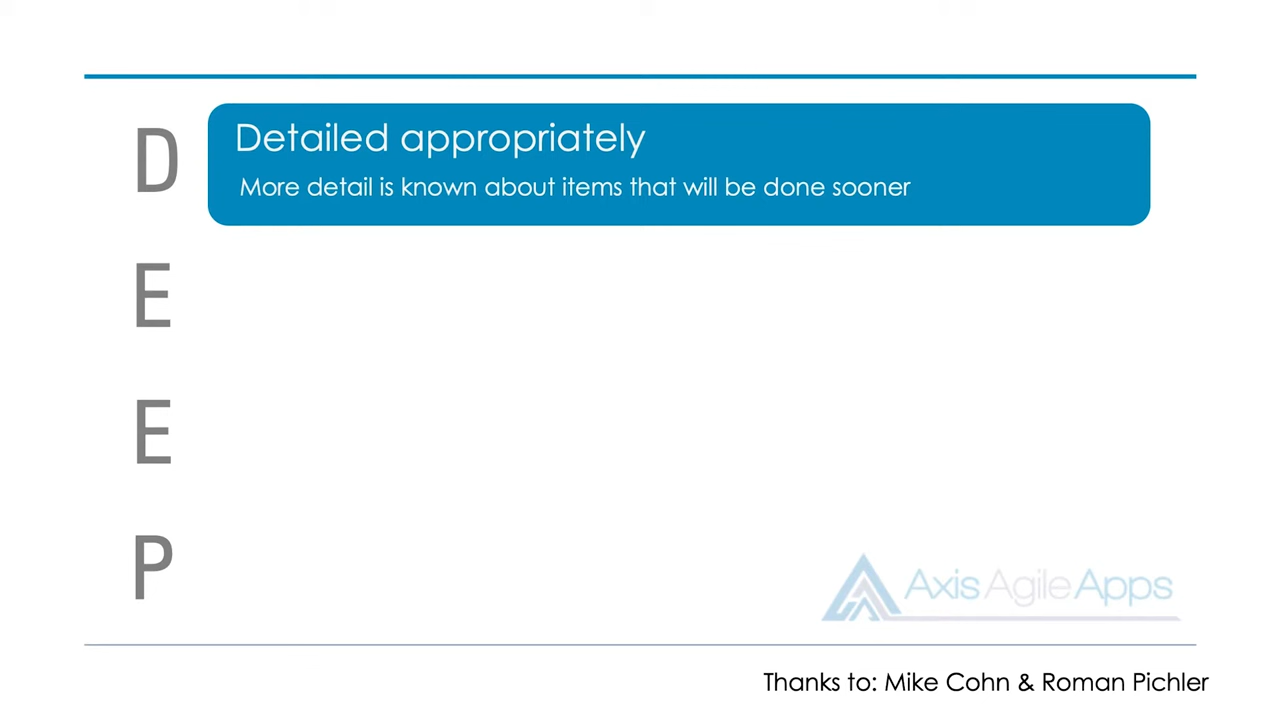 D
Detailed appropriately
More detail is known about items that will be done sooner
E
E
P
Axis Agile Apps
Thanks to: Mike Cohn & Roman Pichler